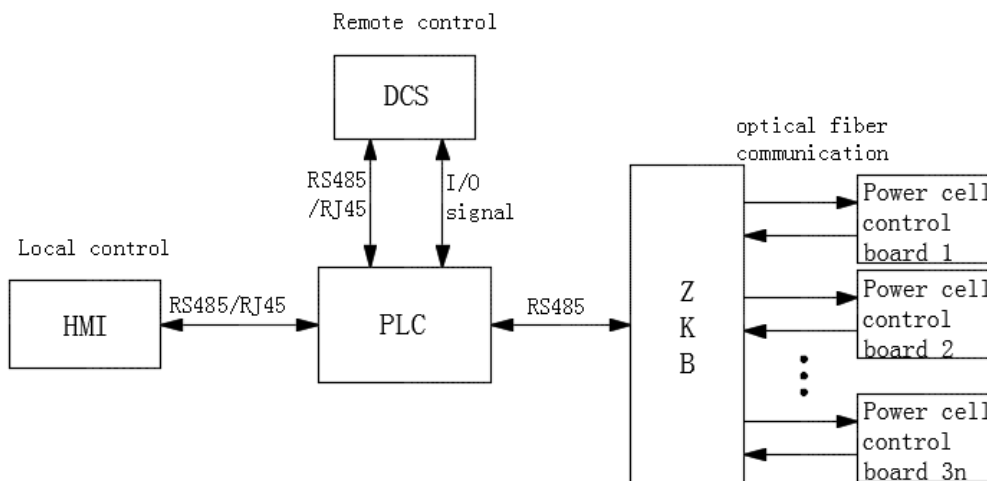 Remote control
DCS
optical fiber
communication
RS485
/RJ45
I/O
signal
Power cell
control
board 1
Local control
HMI
RS485/RJ45
PLC
RS485
Z
K
B
Power cell
control
board 2
Power cell
control
board 3n